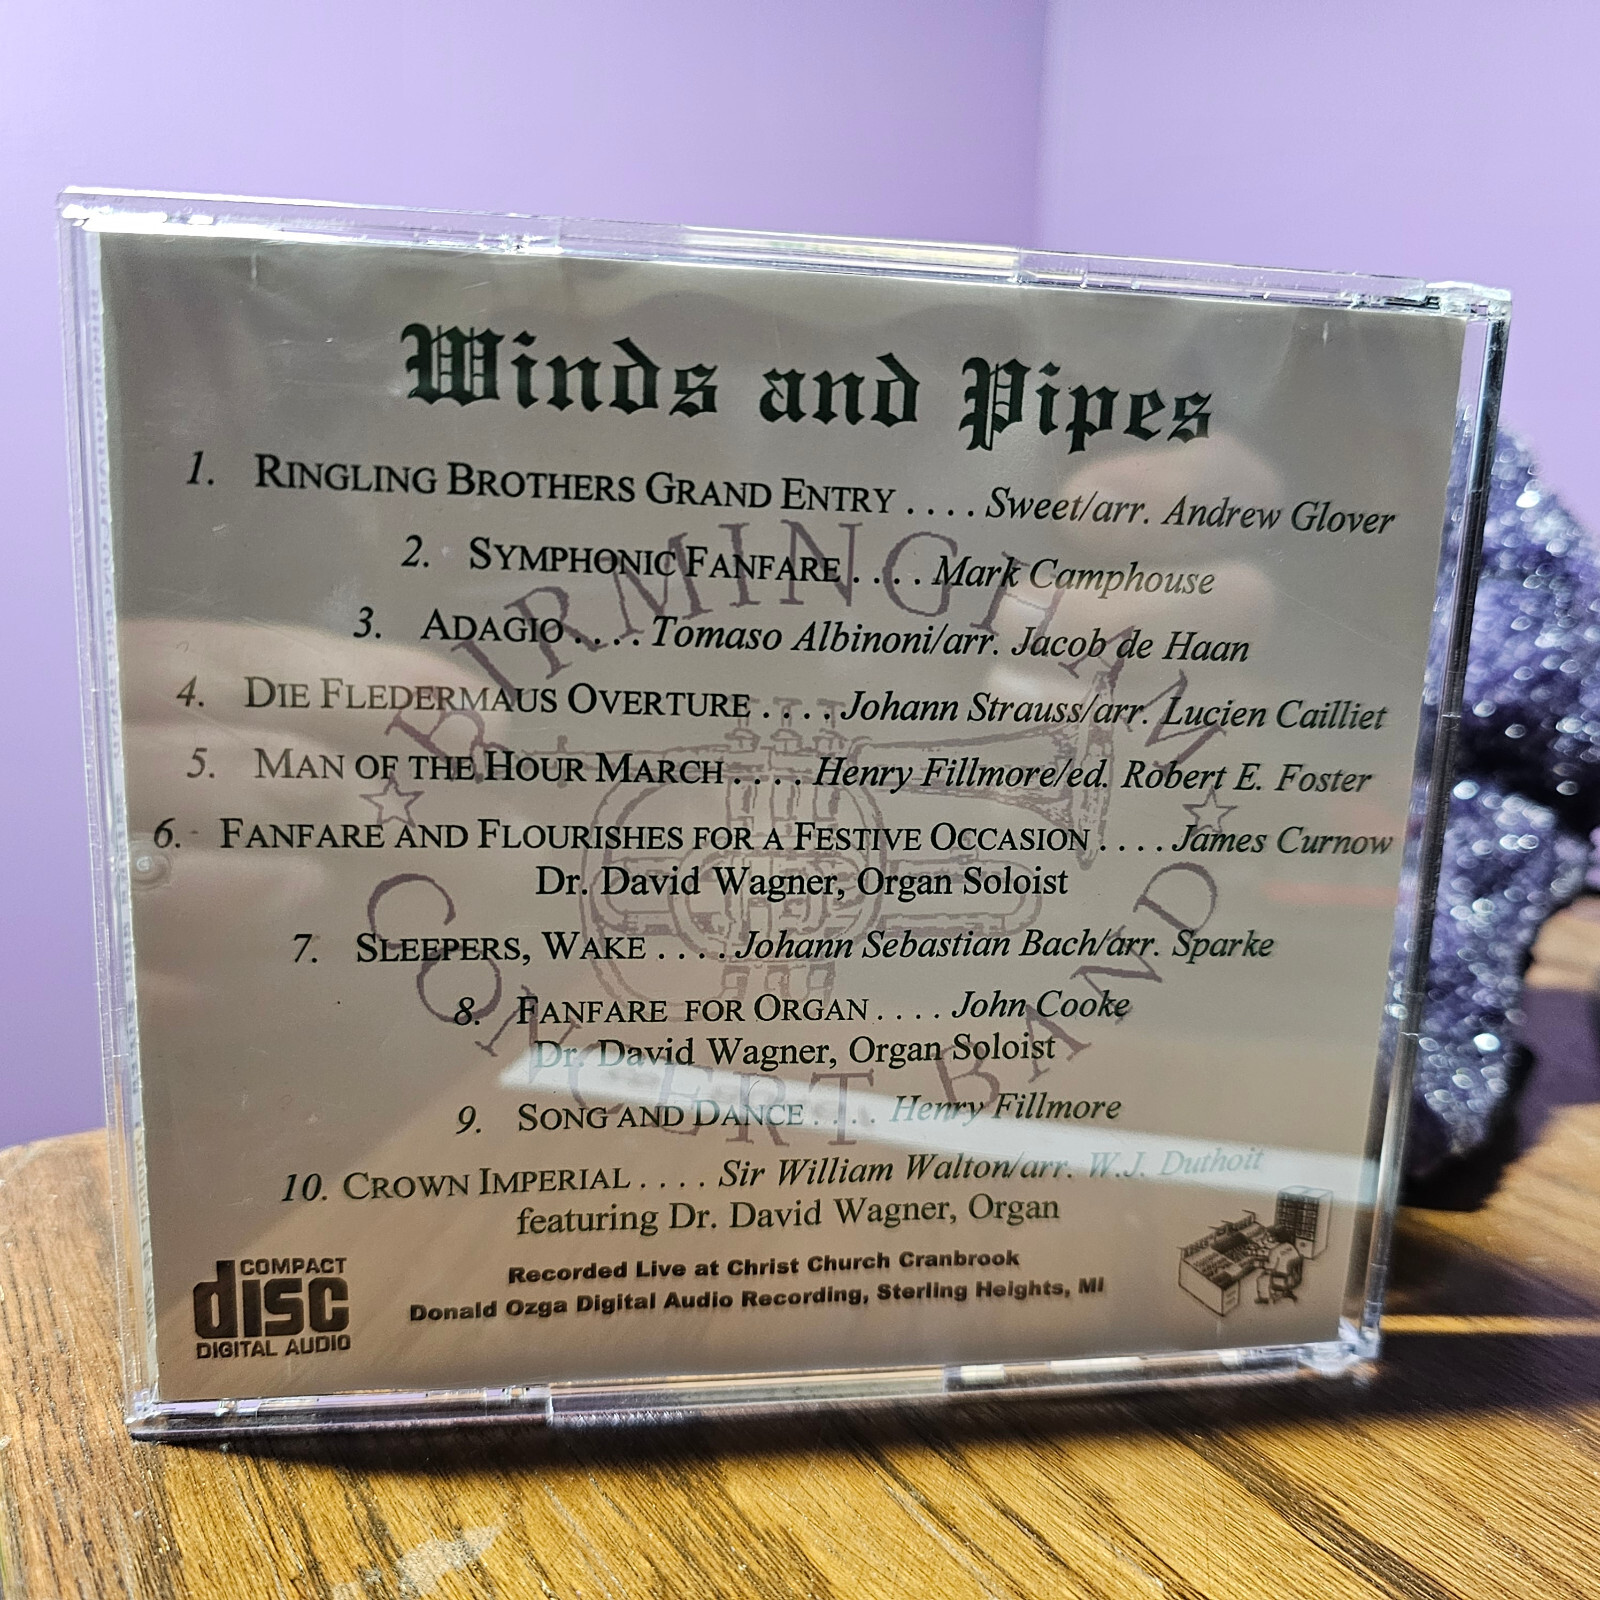 Winds and Pipes
1. RINGLING BROTHERS GRAND ENTRY . . . . Sweet/arr. Andrew Glover
2. SYMPHONIC FANFARE . . . . Mark Camphouse
3. ADAGIO . . . . Tomaso Albinoni/arr. Jacob de Haan
4. DIE FLEDERMAUS OVERTURE . . . . Johann Strauss/arr. Lucien Cailliet
5. MAN OF THE HOUR MARCH . . . . Henry Fillmore/ed. Robert E. Foster
6. FANFARE AND FLOURISHES FOR A FESTIVE OCCASION . . . . James Curnow
Dr. David Wagner, Organ Soloist
7. SLEEPERS, WAKE . . . . Johann Sebastian Bach/arr. Sparke
8. FANFARE FOR ORGAN . . . . John Cooke
Dr. David Wagner, Organ Soloist
9. SONG AND DANCE . . . . Henry Fillmore
10. CROWN IMPERIAL . . . . Sir William Walton/arr. W.J. Duthoit
featuring Dr. David Wagner, Organ
BIRMINGHAM
CONCERT BAND
COMPACT
disc
DIGITAL AUDIO
Recorded Live at Christ Church Cranbrook
Donald Ozga Digital Audio Recording, Sterling Heights, MI